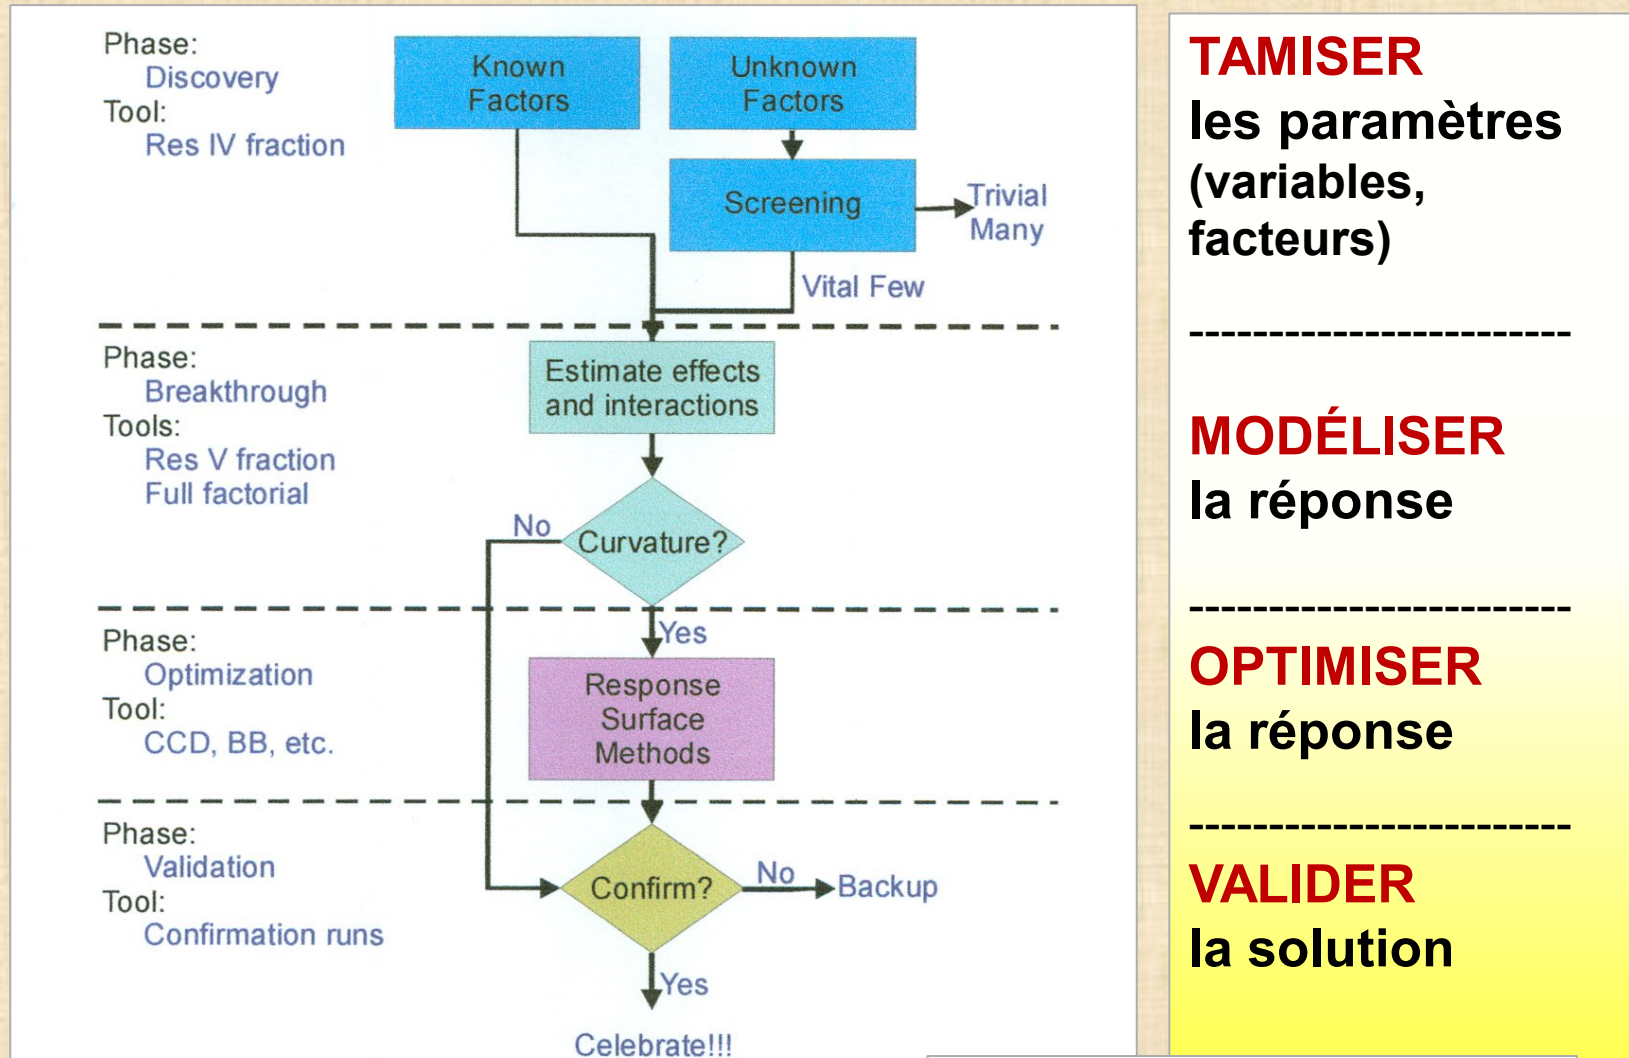 Phase:
Discovery
Tool:
Res IV fraction
Known
Factors
Unknown
Factors
Screening
Trivial
Many
Vital Few
Phase:
Breakthrough
Tools:
Res V fraction
Full factorial
Estimate effects
and interactions
No
Curvature?
Phase:
Optimization
Tool:
CCD, BB, etc.
Yes
Response
Surface
Methods
Phase:
Validation
Tool:
Confirmation runs
Confirm?
No
Backup
Yes
Celebrate!!!
TAMISER
les paramètres
(variables,
facteurs)
------------------------
MODÉLISER
la réponse
------------------------
OPTIMISER
la réponse
------------------------
VALIDER
la solution